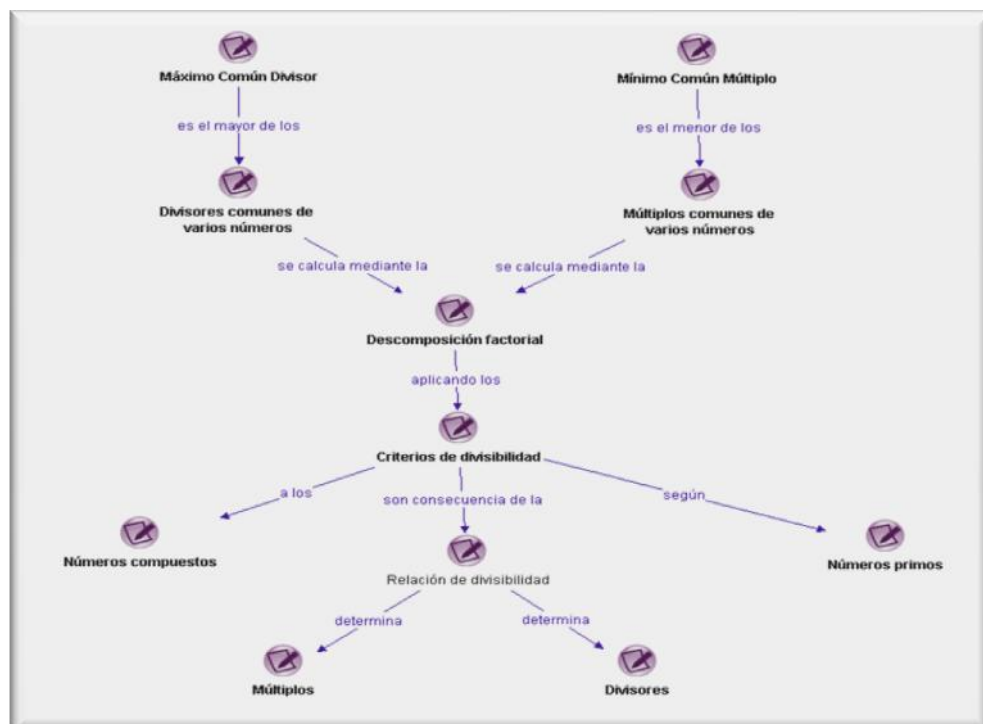 Máximo Común Divisor
Mínimo Común Múltiplo
es el mayor de los
es el menor de los
Divisores comunes de
varios números
Múltiplos comunes de
varios números
se calcula mediante la
se calcula mediante la
Descomposición factorial
aplicando los
Criterios de divisibilidad
a los
son consecuencia de la
según
Números compuestos
Relación de divisibilidad
Números primos
determina
determina
Múltiplos
Divisores